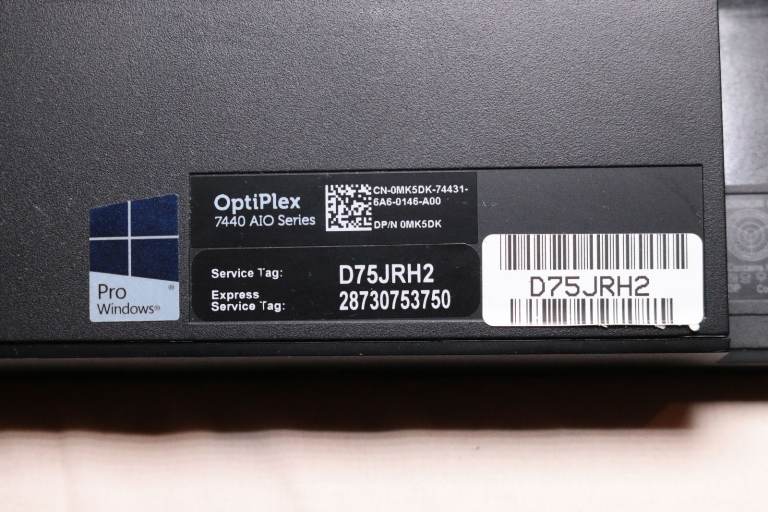 OptiPlex
7440 AIO Series
CN-0MK5DK-74431-
6A6-0146-A00
DP/N 0MK5DK
Pro
Windows®
Service Tag: D75JRH2
Express
Service Tag: 28730753750
D75JRH2